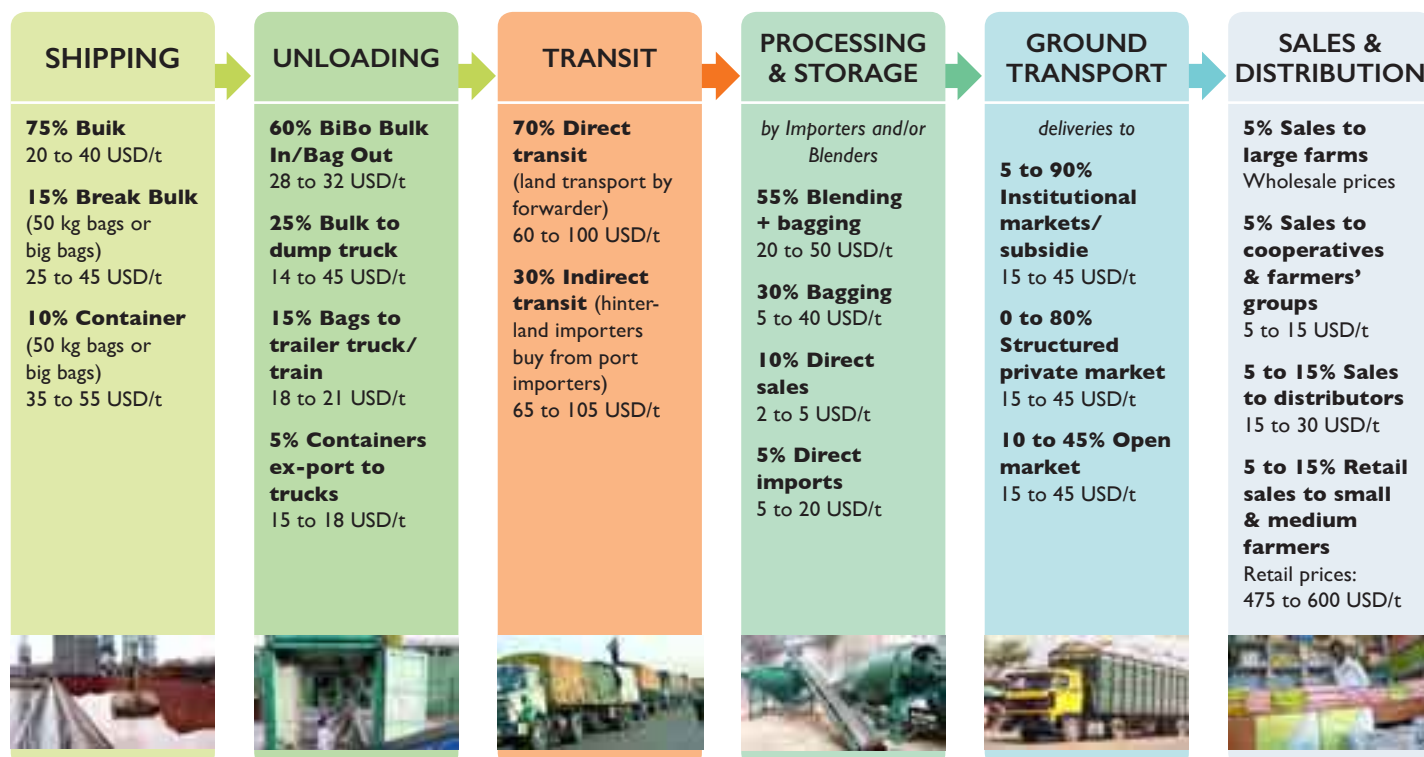 SHIPPING
75% Buik
20 to 40 USD/t
15% Break Bulk
(50 kg bags or
big bags)
25 to 45 USD/t
10% Container
(50 kg bags or
big bags)
35 to 55 USD/t
UNLOADING
60% BiBo Bulk
In/Bag Out
28 to 32 USD/t
25% Bulk to
dump truck
14 to 45 USD/t
15% Bags to
trailer truck/
train
18 to 21 USD/t
5% Containers
ex-port to
trucks
15 to 18 USD/t
TRANSIT
70% Direct
transit
(land transport by
forwarder)
60 to 100 USD/t
30% Indirect
transit (hinter-
land importers
buy from port
importers)
65 to 105 USD/t
PROCESSING
& STORAGE
by Importers and/or
Blenders
55% Blending
+ bagging
20 to 50 USD/t
30% Bagging
5 to 40 USD/t
10% Direct
sales
2 to 5 USD/t
5% Direct
imports
5 to 20 USD/t
GROUND
TRANSPORT
deliveries to
5 to 90%
Institutional
markets/
subsidie
15 to 45 USD/t
0 to 80%
Structured
private market
15 to 45 USD/t
10 to 45% Open
market
15 to 45 USD/t
SALES &
DISTRIBUTION
5% Sales to
large farms
Wholesale prices
5% Sales to
cooperatives
& farmers'
groups
5 to 15 USD/t
5 to 15% Sales
to distributors
15 to 30 USD/t
5 to 15% Retail
sales to small
& medium
farmers
Retail prices:
475 to 600 USD/t